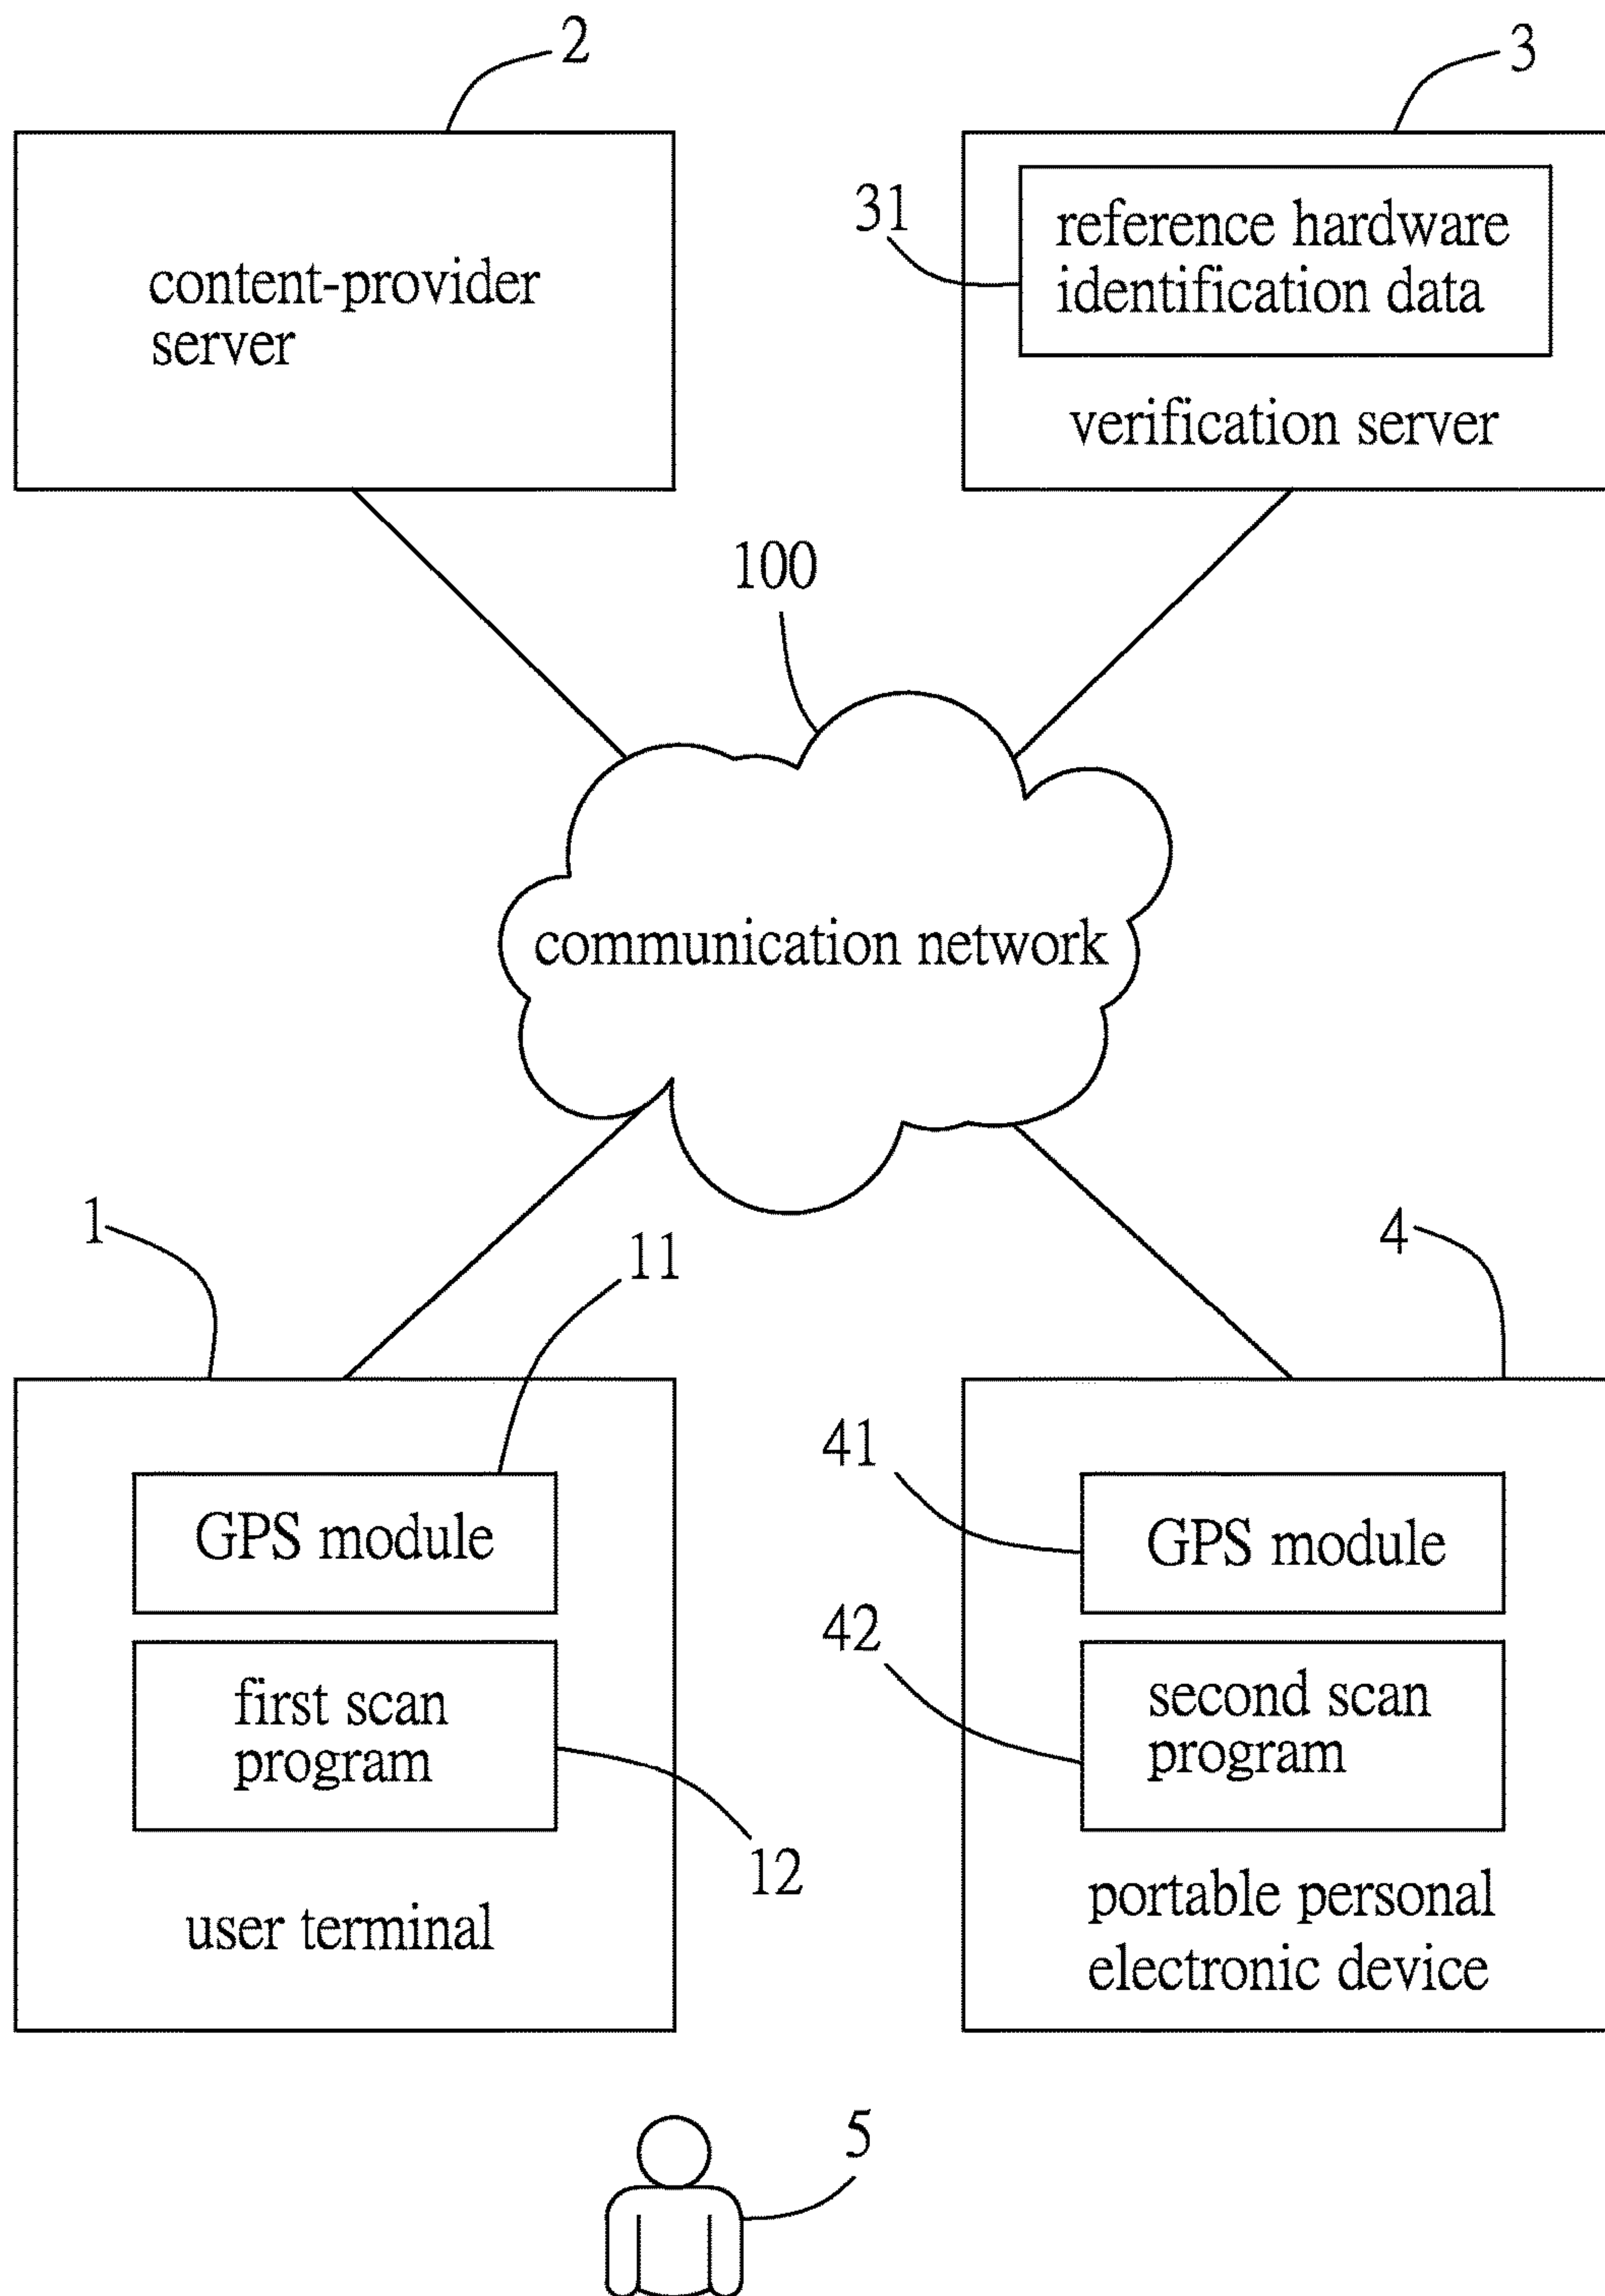 2
3
content-provider
server
31
reference hardware
identification data
verification server
100
communication network
1
11
4
GPS module
first scan
program
12
user terminal
41
GPS module
42
second scan
program
portable personal
electronic device
5